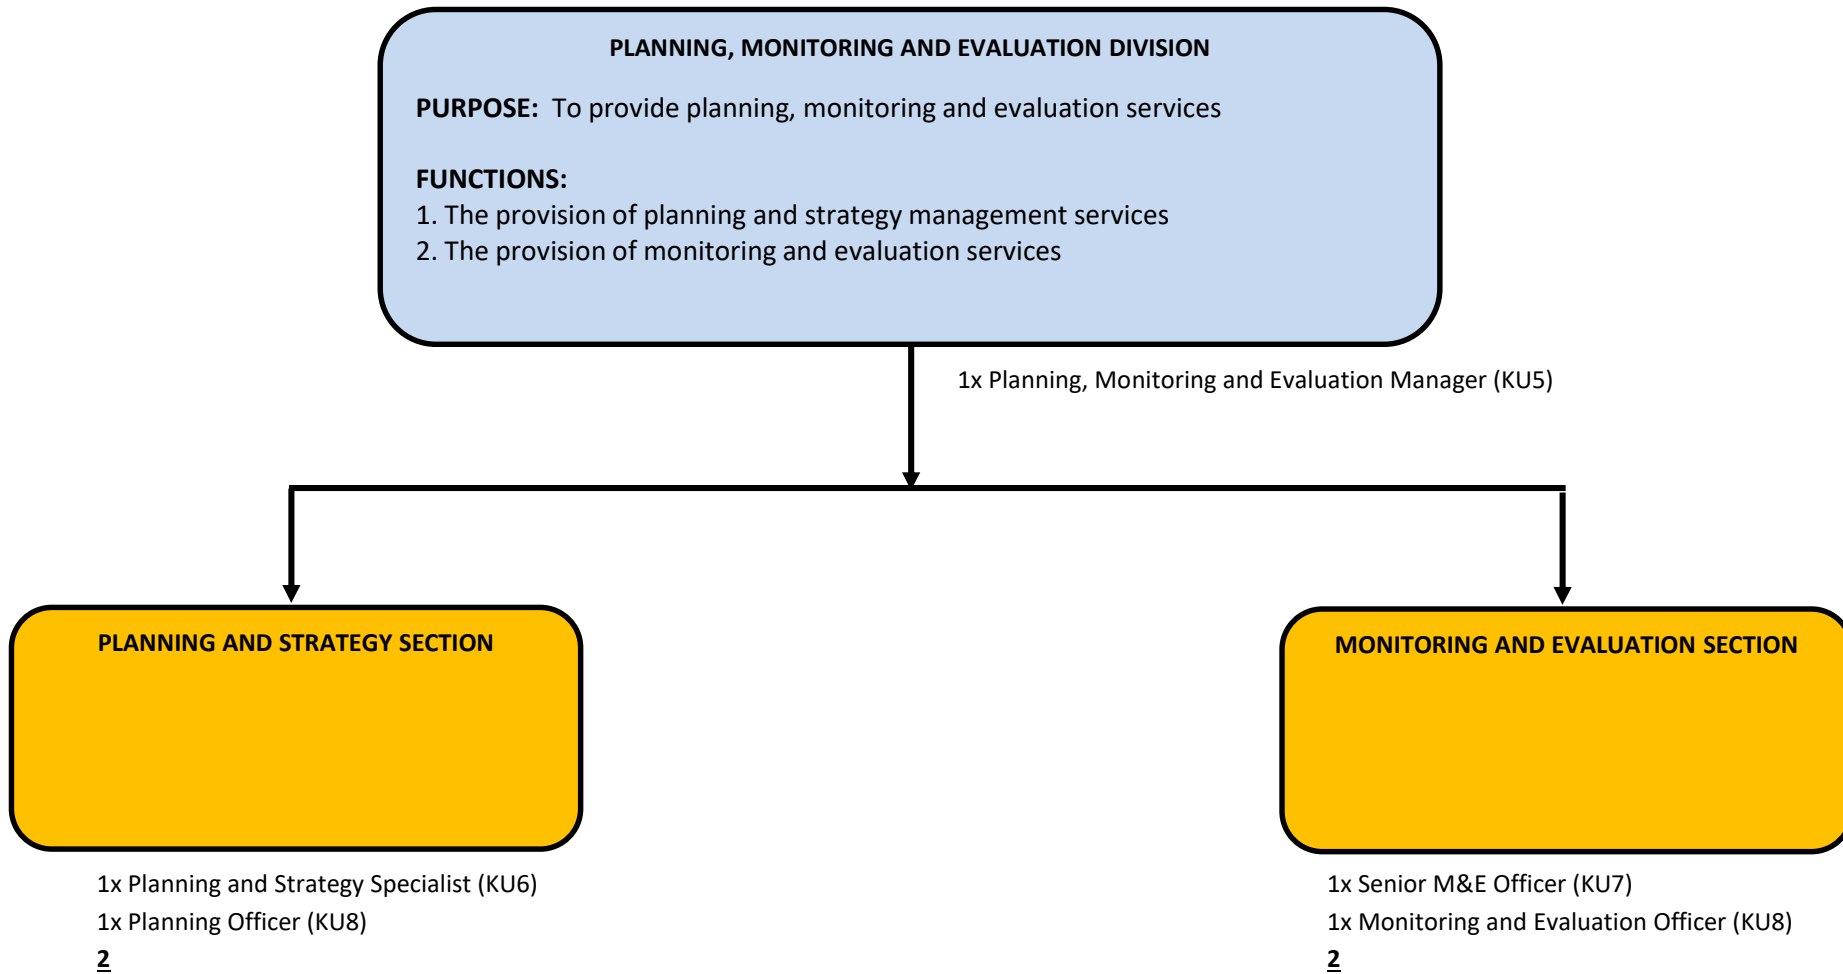 PLANNING, MONITORING AND EVALUATION DIVISION
PURPOSE: To provide planning, monitoring and evaluation services
FUNCTIONS:
1. The provision of planning and strategy management services
2. The provision of monitoring and evaluation services
1x Planning, Monitoring and Evaluation Manager (KU5)
PLANNING AND STRATEGY SECTION
1x Planning and Strategy Specialist (KU6)
1x Planning Officer (KU8)
2
MONITORING AND EVALUATION SECTION
1x Senior M&E Officer (KU7)
1x Monitoring and Evaluation Officer (KU8)
2